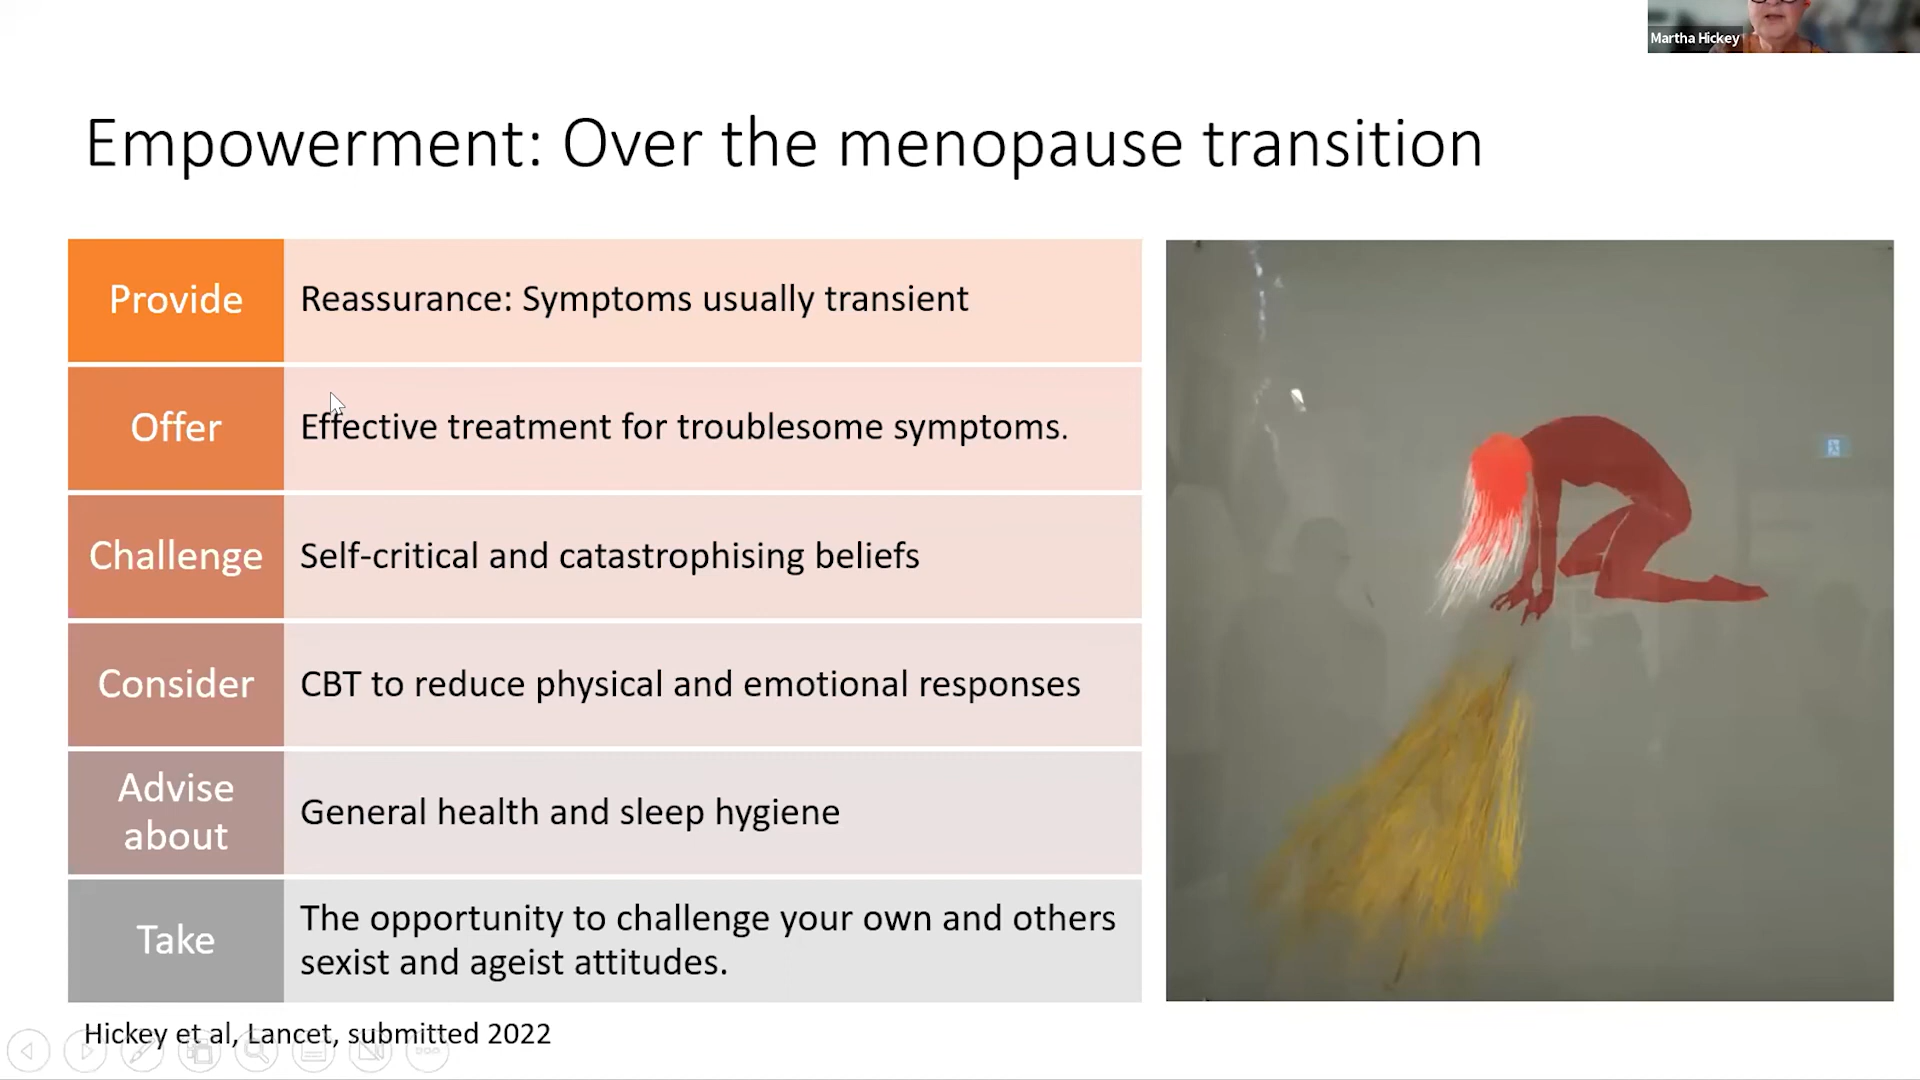 Martha Hickey
Empowerment: Over the menopause transition
Provide
Reassurance: Symptoms usually transient
Offer
Effective treatment for troublesome symptoms.
Challenge
Self-critical and catastrophising beliefs
Consider
CBT to reduce physical and emotional responses
Advise
about
General health and sleep hygiene
Take
The opportunity to challenge your own and others
sexist and ageist attitudes.
Hickey et al, Lancet, submitted 2022